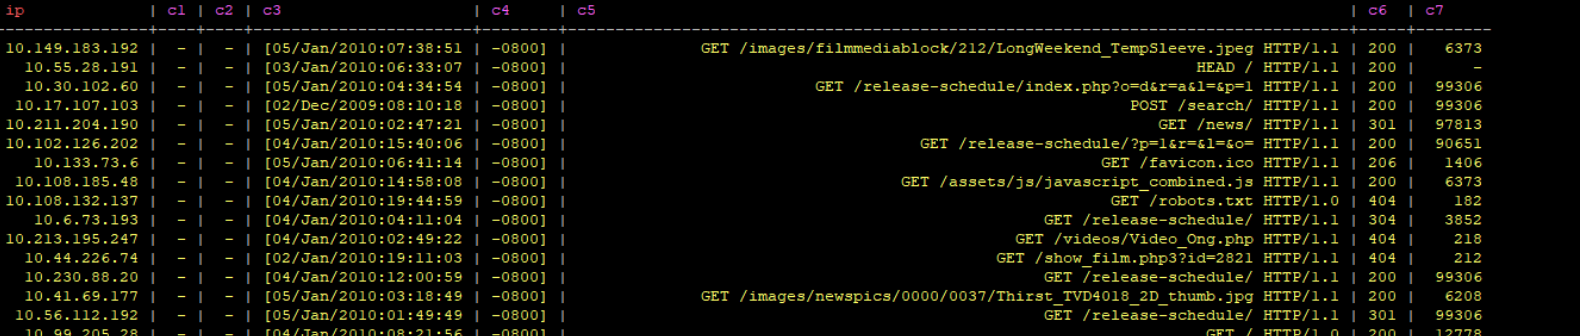 ip | c1 | c2 | c3 | c4 | c5 | c6 | c7
10.149.183.192 | - | - | [05/Jan/2010:07:38:51 | -0800] | GET /images/filmmediablock/212/LongWeekend_TempSleeve.jpeg HTTP/1.1 | 200 | 6373
10.55.28.191 | - | - | [03/Jan/2010:06:33:07 | -0800] | HEAD / HTTP/1.1 | 200 | -
10.30.102.60 | - | - | [05/Jan/2010:04:34:54 | -0800] | GET /release-schedule/index.php?o=d&r=a&l=&p=1 HTTP/1.1 | 200 | 99306
10.17.107.103 | - | - | [02/Dec/2009:08:10:18 | -0800] | POST /search/ HTTP/1.1 | 200 | 99306
10.211.204.190 | - | - | [05/Jan/2010:02:47:21 | -0800] | GET /news/ HTTP/1.1 | 301 | 97813
10.102.126.202 | - | - | [04/Jan/2010:15:40:06 | -0800] | GET /release-schedule/?p=1&r=&l=&o= HTTP/1.1 | 200 | 90651
10.133.73.6 | - | - | [05/Jan/2010:06:41:14 | -0800] | GET /favicon.ico HTTP/1.1 | 206 | 1406
10.108.185.48 | - | - | [04/Jan/2010:14:58:08 | -0800] | GET /assets/js/javascript_combined.js HTTP/1.1 | 200 | 6373
10.108.132.137 | - | - | [04/Jan/2010:19:44:59 | -0800] | GET /robots.txt HTTP/1.0 | 404 | 182
10.6.73.193 | - | - | [04/Jan/2010:04:11:04 | -0800] | GET /release-schedule/ HTTP/1.1 | 304 | 3852
10.213.195.247 | - | - | [04/Jan/2010:02:49:22 | -0800] | GET /videos/Video_Ong.php HTTP/1.1 | 404 | 218
10.44.226.74 | - | - | [02/Jan/2010:19:11:03 | -0800] | GET /show_film.php3?id=2821 HTTP/1.1 | 404 | 212
10.230.88.20 | - | - | [04/Jan/2010:12:00:59 | -0800] | GET /release-schedule/ HTTP/1.1 | 200 | 99306
10.41.69.177 | - | - | [05/Jan/2010:03:18:49 | -0800] | GET /images/newspics/0000/0037/Thirst_TVD4018_2D_thumb.jpg HTTP/1.1 | 200 | 6208
10.56.112.192 | - | - | [05/Jan/2010:01:49:49 | -0800] | GET /release-schedule/ HTTP/1.1 | 301 | 99306
10.99.205.28 | - | - | [04/Jan/2010:08:21:56 | -0800] | GET / HTTP/1.0 | 200 | 12778